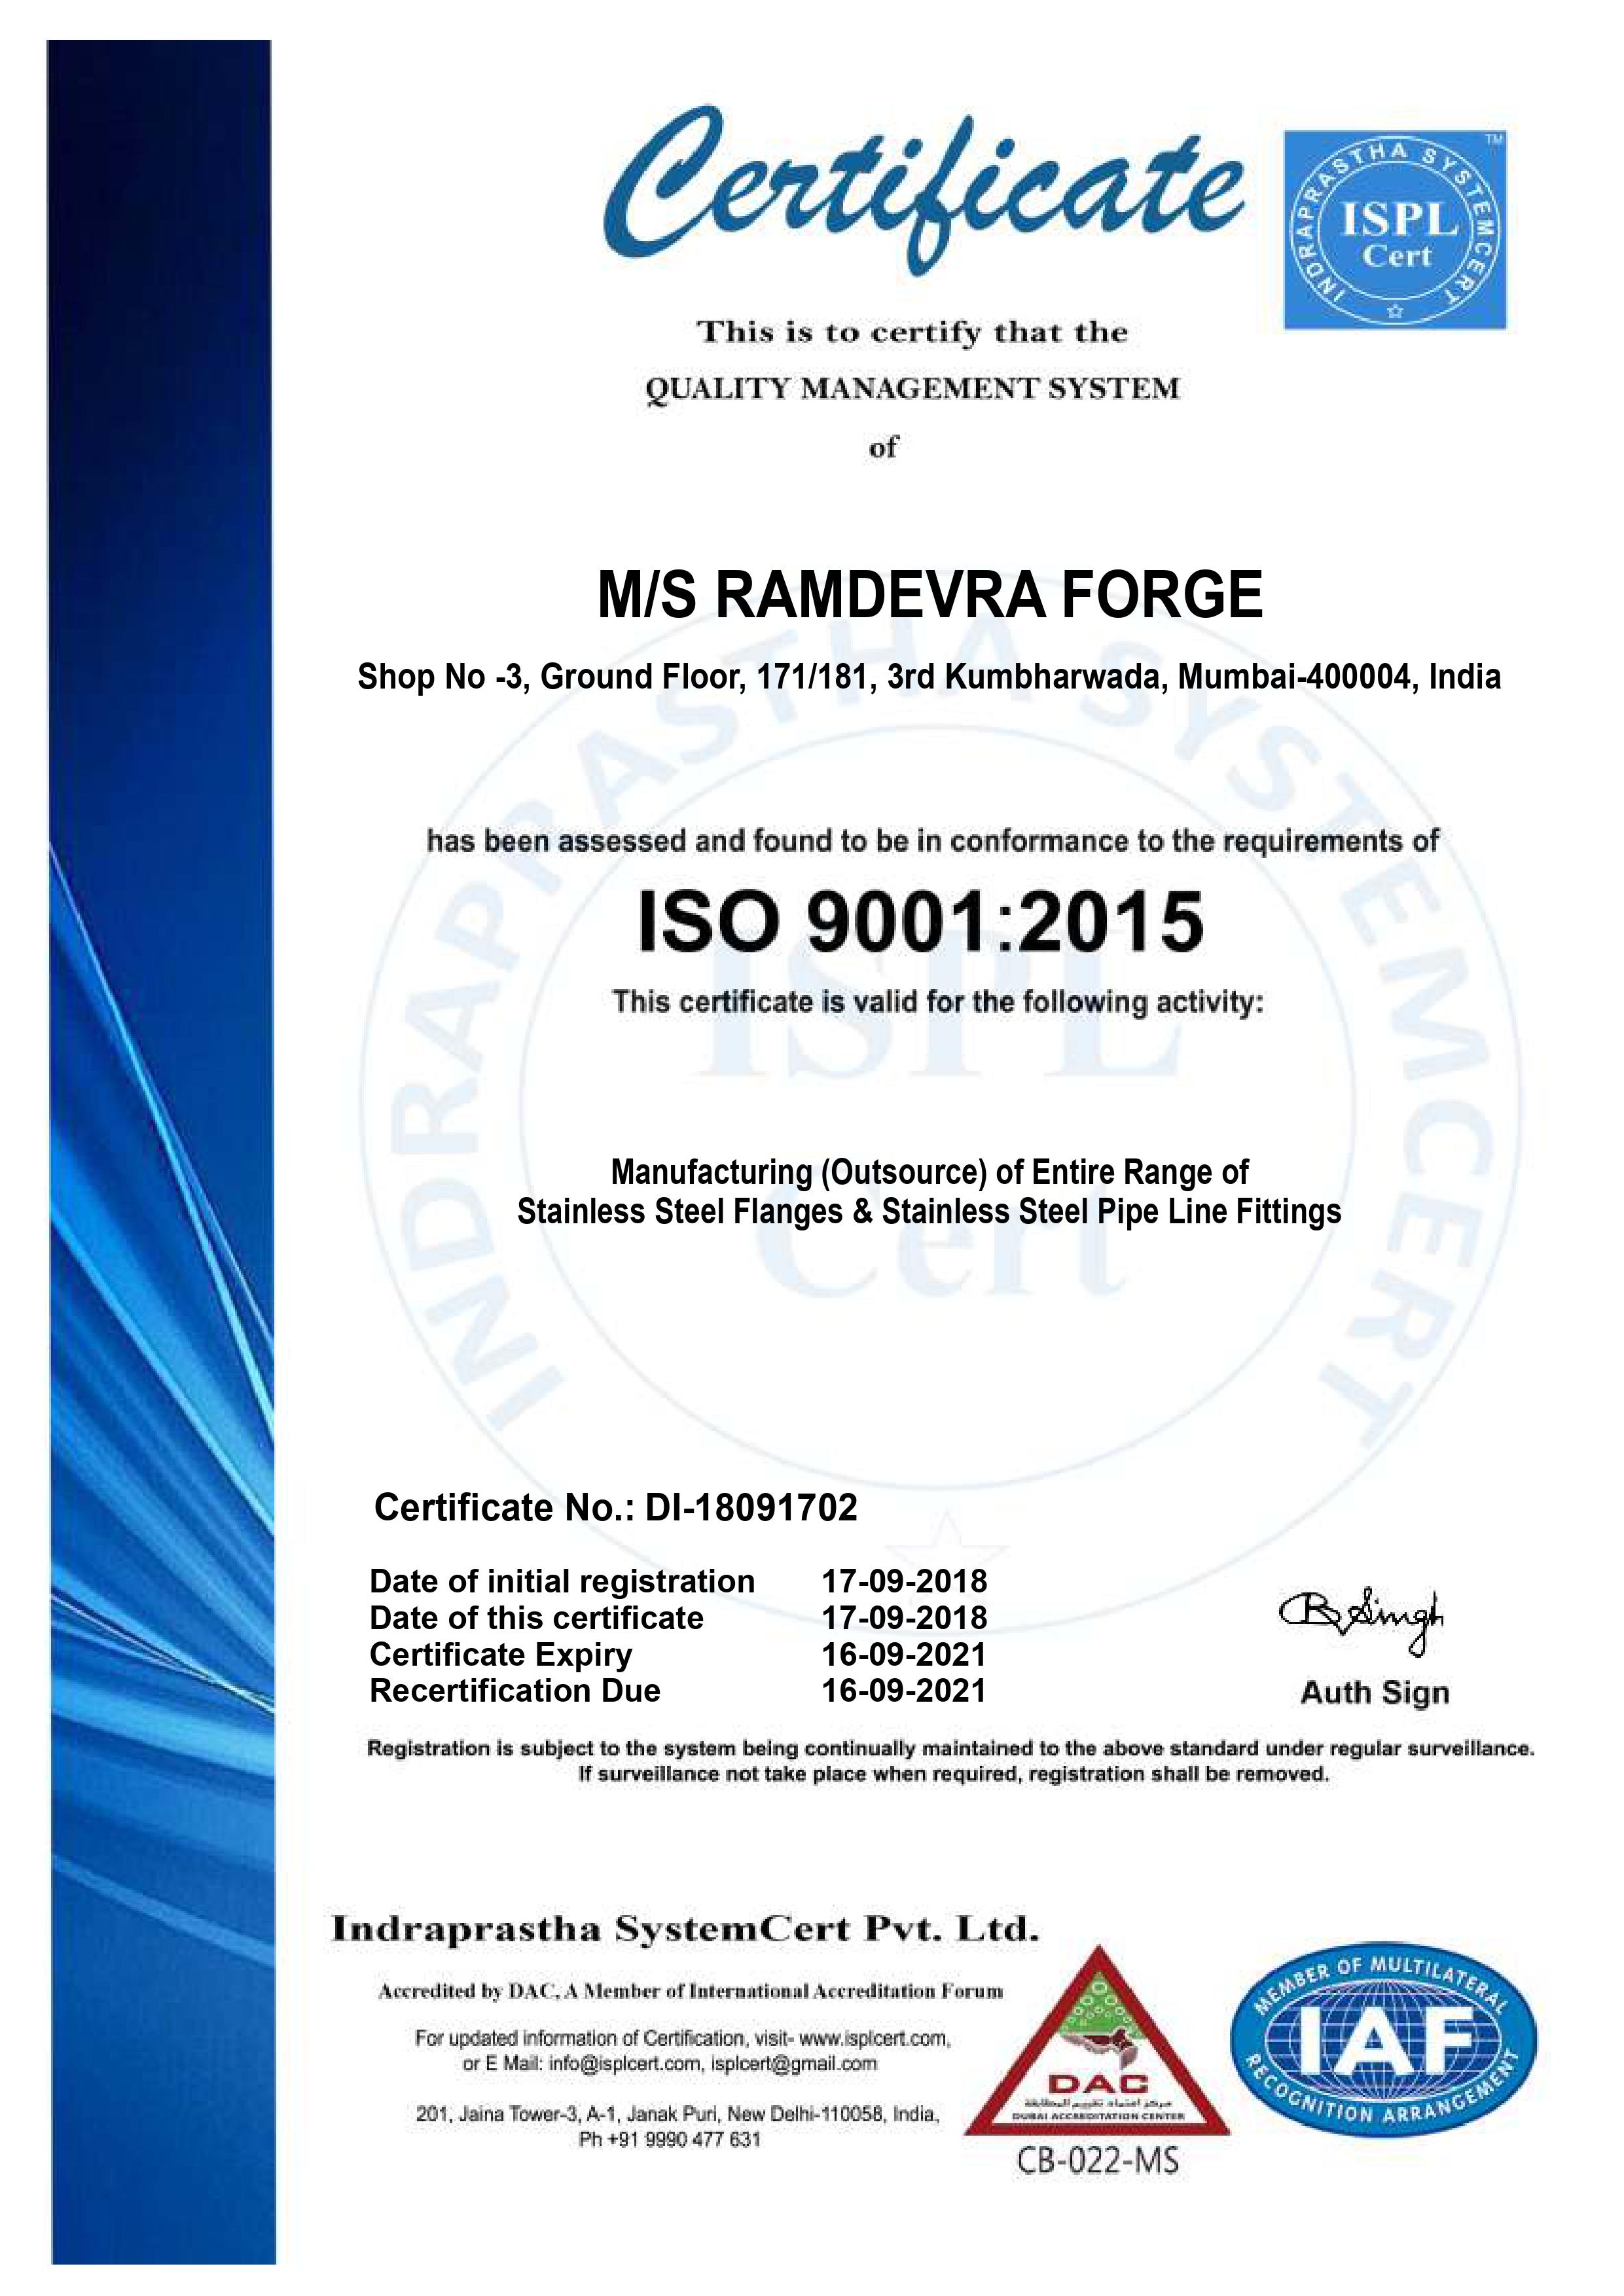 Certificate
INDRAPRASTHA SYSTEMCERT
TM
ISPL
Cert
This is to certify that the
QUALITY MANAGEMENT SYSTEM
of
M/S RAMDEVRA FORGE
Shop No -3, Ground Floor, 171/181, 3rd Kumbharwada, Mumbai-400004, India
has been assessed and found to be in conformance to the requirements of
ISO 9001:2015
This certificate is valid for the following activity:
Manufacturing (Outsource) of Entire Range of
Stainless Steel Flanges & Stainless Steel Pipe Line Fittings
INDRAPRASTHA SYSTEMCERT
ISPL
Cert
Certificate No.: DI-18091702
Date of initial registration 17-09-2018
Date of this certificate 17-09-2018
Certificate Expiry 16-09-2021
Recertification Due 16-09-2021
B Singh
Auth Sign
Registration is subject to the system being continually maintained to the above standard under regular surveillance.
If surveillance not take place when required, registration shall be removed.
Indraprastha SystemCert Pvt. Ltd.
Accredited by DAC, A Member of International Accreditation Forum
For updated information of Certification, visit- www.isplcert.com,
or E Mail: info@isplcert.com, isplcert@gmail.com
201, Jaina Tower-3, A-1, Janak Puri, New Delhi-110058, India,
Ph +91 9990 477 631
DAC
DUBAI ACCREDITATION CENTER
CB-022-MS
MEMBER OF MULTILATERAL
IAF
RECOGNITION ARRANGEMENT